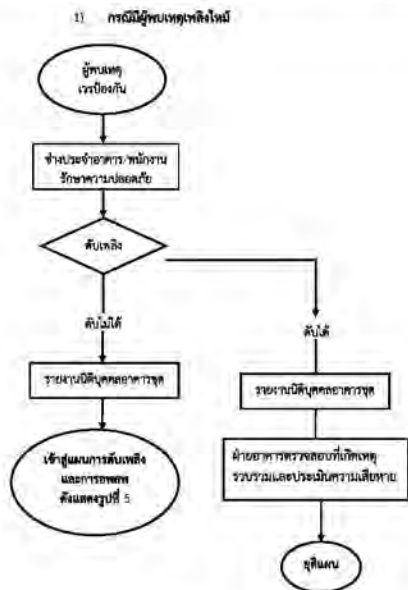 1) กรณีมีผู้พบเหตุเพลิงไหม้
ผู้พบเหตุ
เวรป้องกัน
ช่างประจำอาคาร/พนักงาน
รักษาความปลอดภัย
ดับเพลิง
ดับไม่ได้
ดับได้
รายงานนิติบุคคลอาคารชุด
รายงานนิติบุคคลอาคารชุด
เข้าสู่แผนการดับเพลิง
และการอพยพ
ดังแสดงรูปที่ 5
ฝ่ายอาคารตรวจสอบที่เกิดเหตุ
รวบรวมและประเมินความเสียหาย
ยุติแผน